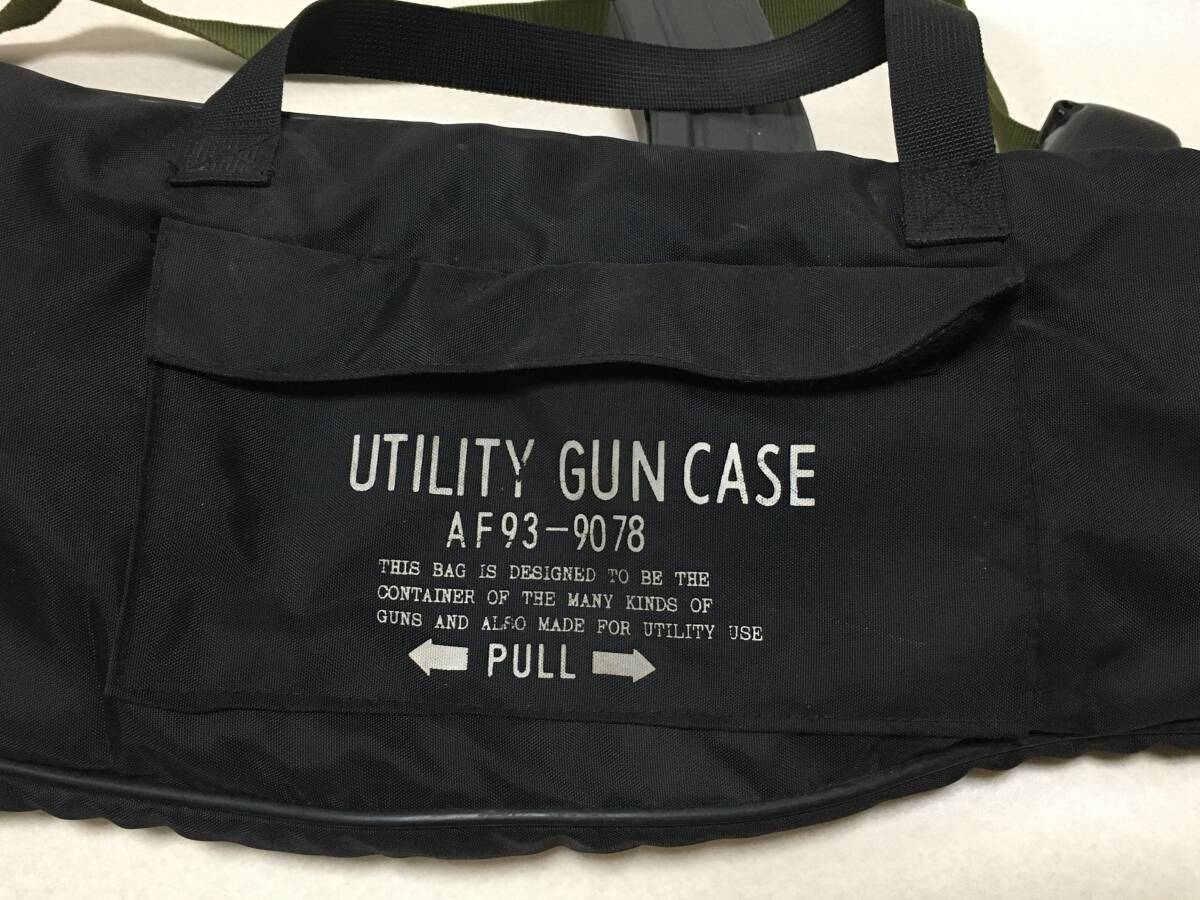 UTILITY GUN CASE
AF93-9078
THIS BAG IS DESIGNED TO BE THE
CONTAINER OF THE MANY KINDS OF
GUNS AND ALSO MADE FOR UTILITY USE
PULL